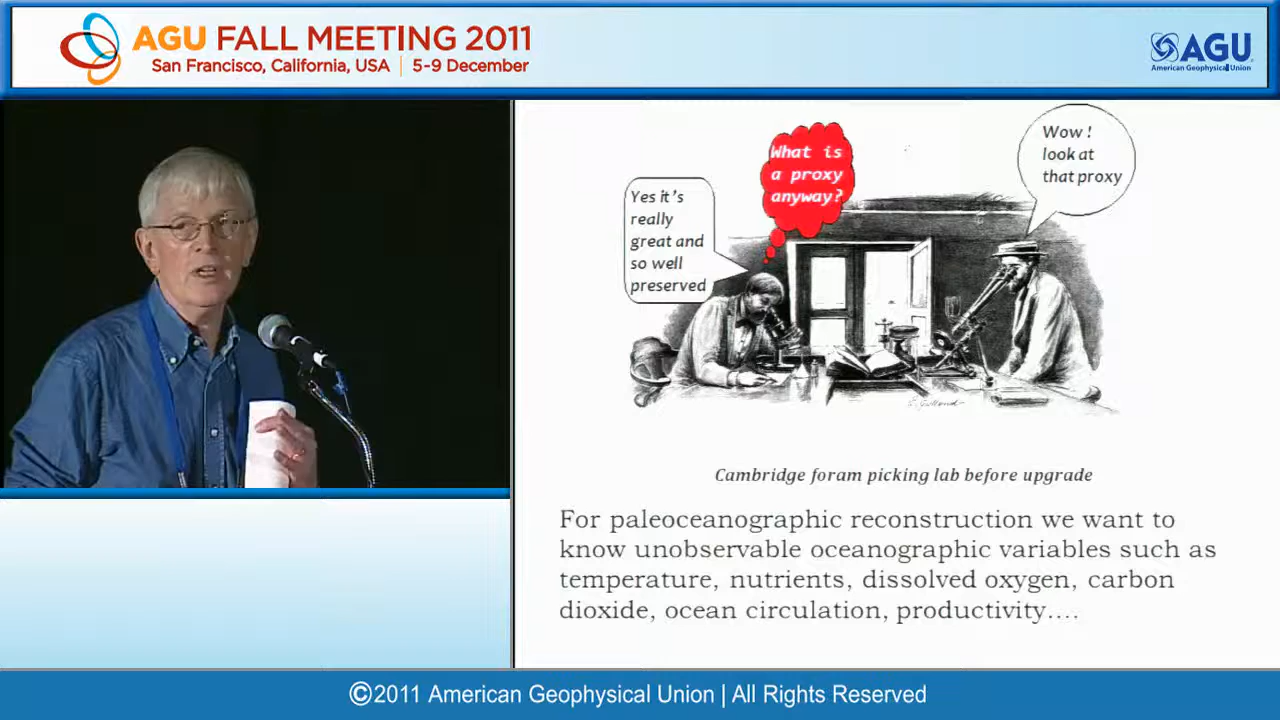 AGU FALL MEETING 2011
San Francisco, California, USA | 5-9 December
AGU
American Geophysical Union
What is
a proxy
anyway?
Wow !
look at
that proxy
Yes it's
really
great and
so well
preserved
Cambridge foram picking lab before upgrade
For paleoceanographic reconstruction we want to
know unobservable oceanographic variables such as
temperature, nutrients, dissolved oxygen, carbon
dioxide, ocean circulation, productivity....
©2011 American Geophysical Union | All Rights Reserved